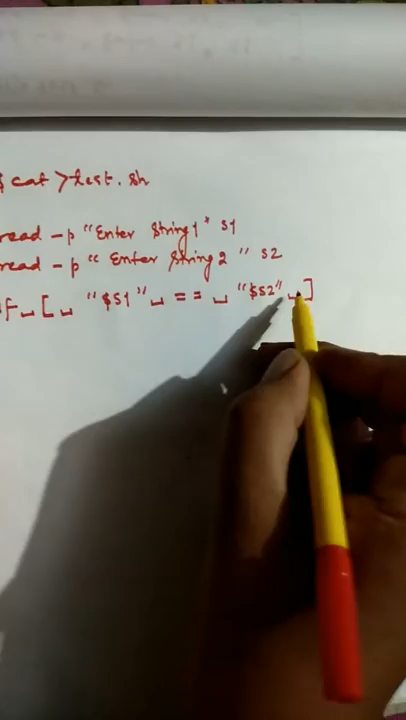 $ cat >test.sh
read -p "Enter String1" s1
read -p "Enter String2" s2
if␣[␣"$s1"␣==␣"$s2"␣]